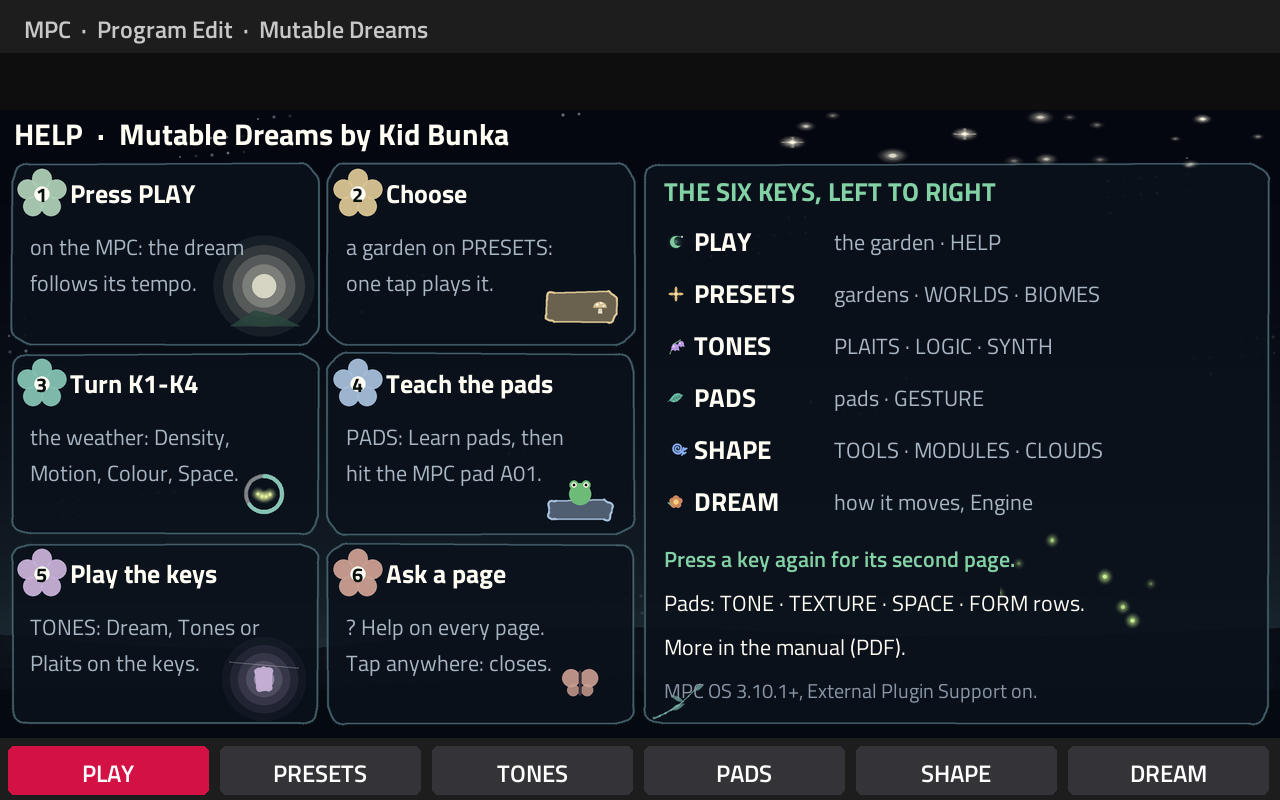 MPC · Program Edit · Mutable Dreams
HELP · Mutable Dreams by Kid Bunka
1 Press PLAY
on the MPC: the dream
follows its tempo.
2 Choose
a garden on PRESETS:
one tap plays it.
3 Turn K1-K4
the weather: Density,
Motion, Colour, Space.
4 Teach the pads
PADS: Learn pads, then
hit the MPC pad A01.
5 Play the keys
TONES: Dream, Tones or
Plaits on the keys.
6 Ask a page
? Help on every page.
Tap anywhere: closes.
THE SIX KEYS, LEFT TO RIGHT
PLAY the garden · HELP
PRESETS gardens · WORLDS · BIOMES
TONES PLAITS · LOGIC · SYNTH
PADS pads · GESTURE
SHAPE TOOLS · MODULES · CLOUDS
DREAM how it moves, Engine
Press a key again for its second page.
Pads: TONE · TEXTURE · SPACE · FORM rows.
More in the manual (PDF).
MPC OS 3.10.1+, External Plugin Support on.
PLAY PRESETS TONES PADS SHAPE DREAM